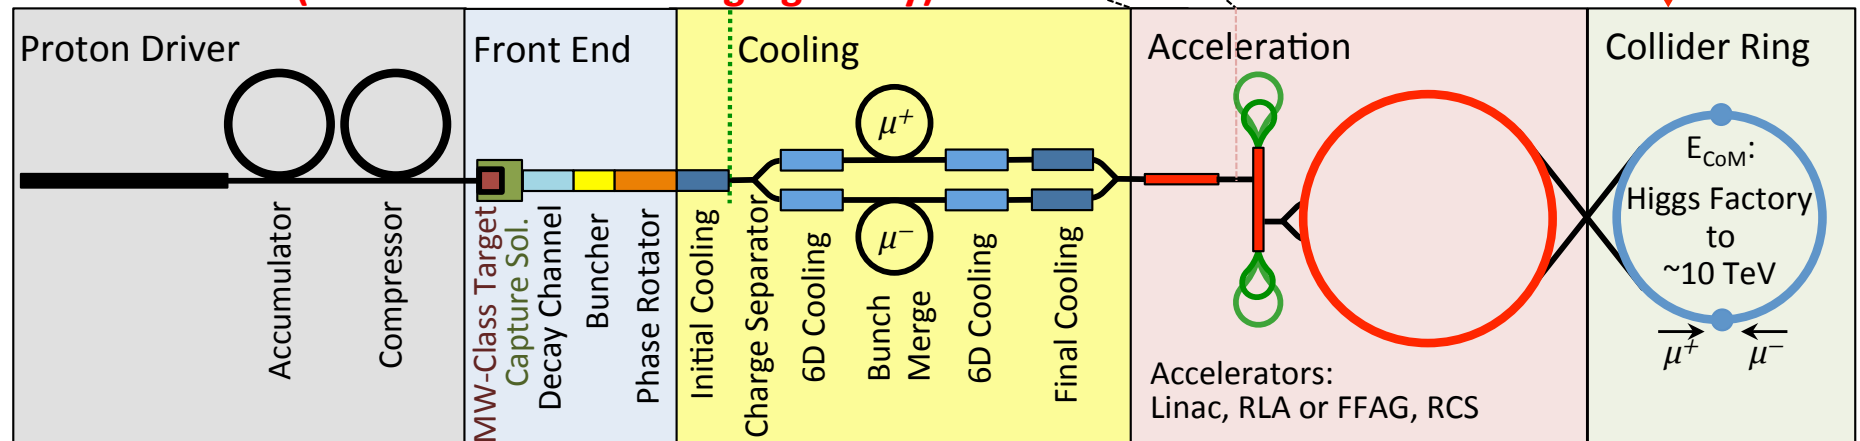 Proton Driver
Accumulator
Compressor
Front End
MW-Class Target
Capture Sol.
Decay Channel
Buncher
Phase Rotator
Cooling
Initial Cooling
Charge Separator
6D Cooling
μ+
μ−
Bunch
Merge
6D Cooling
Final Cooling
Acceleration
Accelerators:
Linac, RLA or FFAG, RCS
Collider Ring
ECoM:
Higgs Factory
to
~10 TeV
μ+
μ−